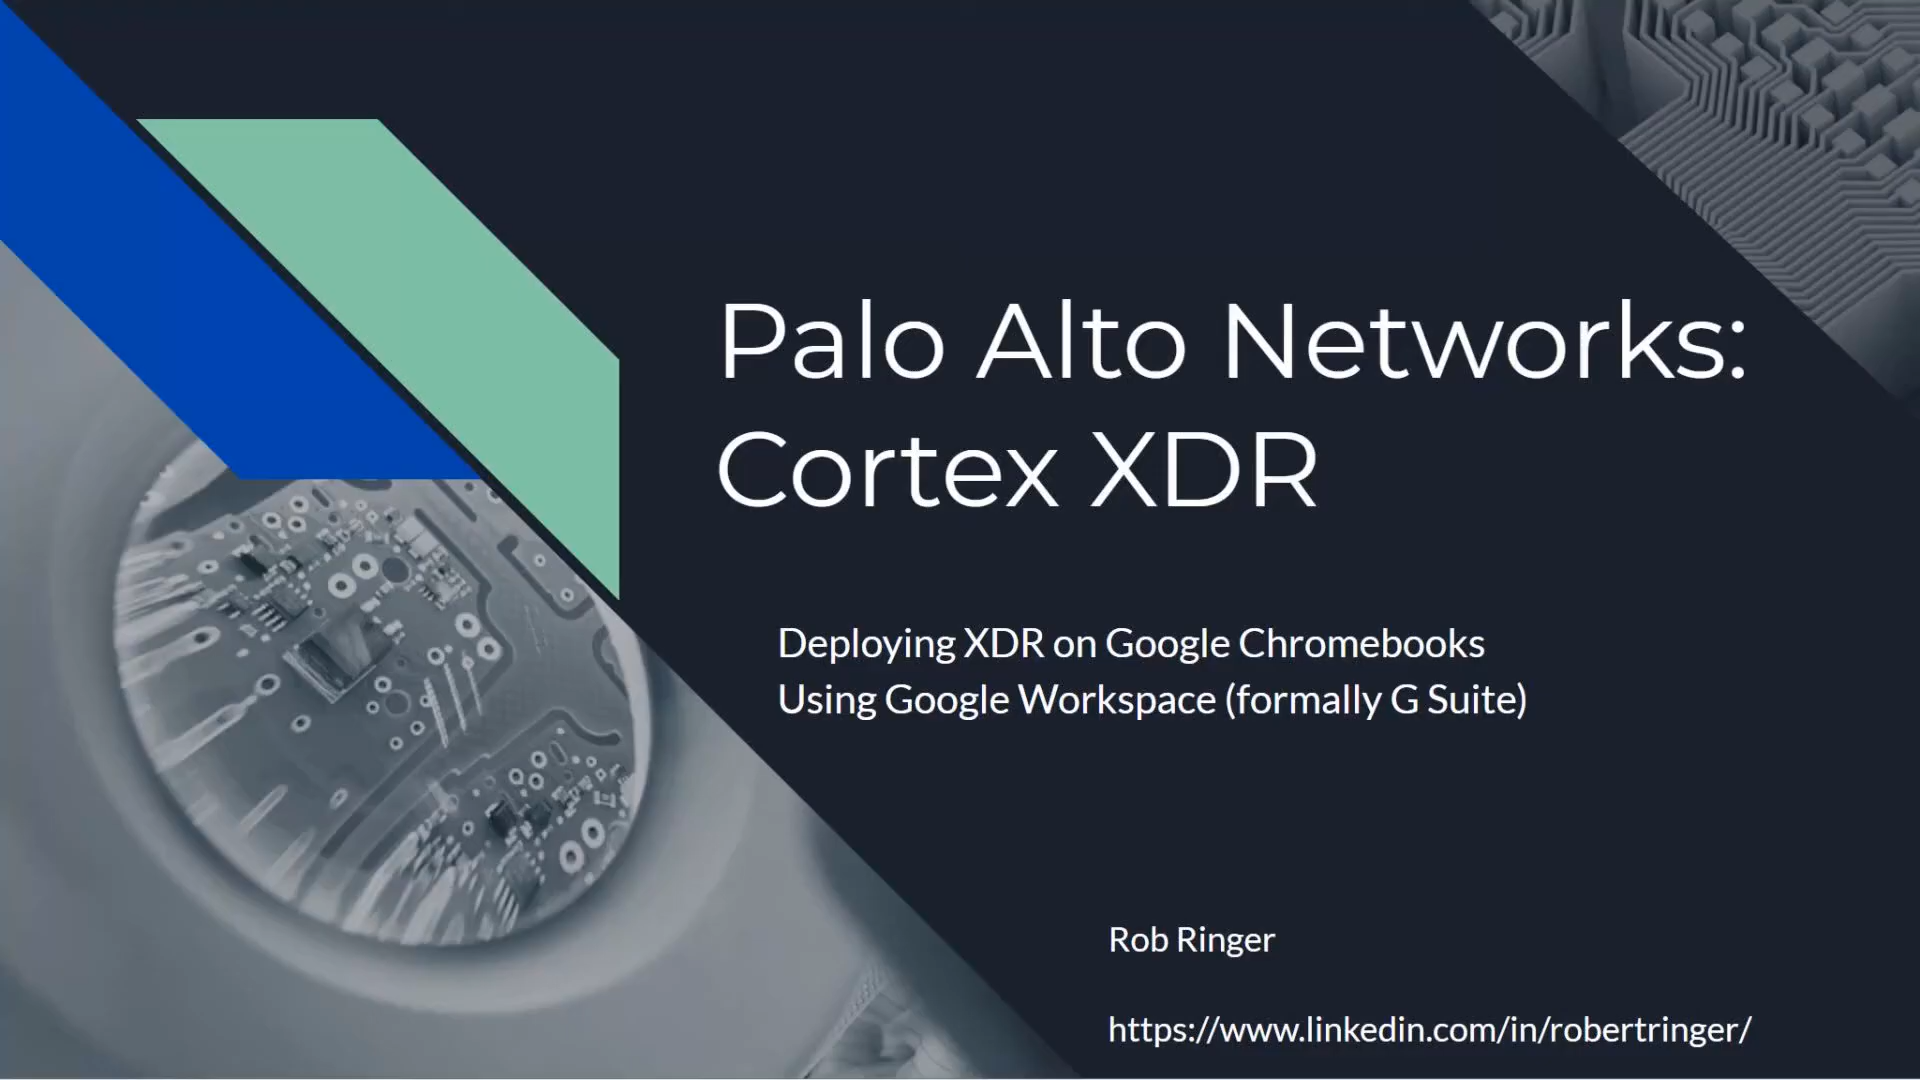 Palo Alto Networks:
Cortex XDR
Deploying XDR on Google Chromebooks
Using Google Workspace (formally G Suite)
Rob Ringer
https://www.linkedin.com/in/robertringer/